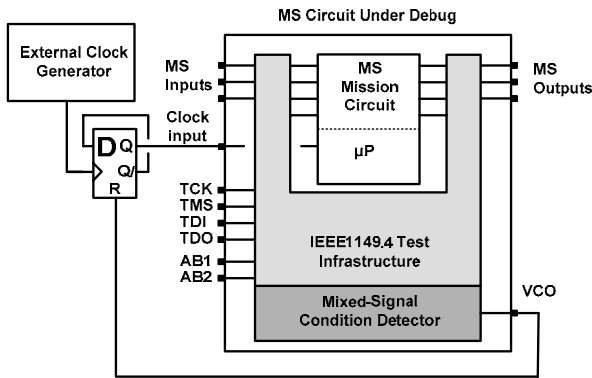 MS Circuit Under Debug
External Clock
Generator
MS
Inputs
MS
Mission
Circuit
MS
Outputs
Clock
input
D Q
Q/
R
µP
TCK
TMS
TDI
TDO
AB1
AB2
IEEE1149.4 Test
Infrastructure
VCO
Mixed-Signal
Condition Detector